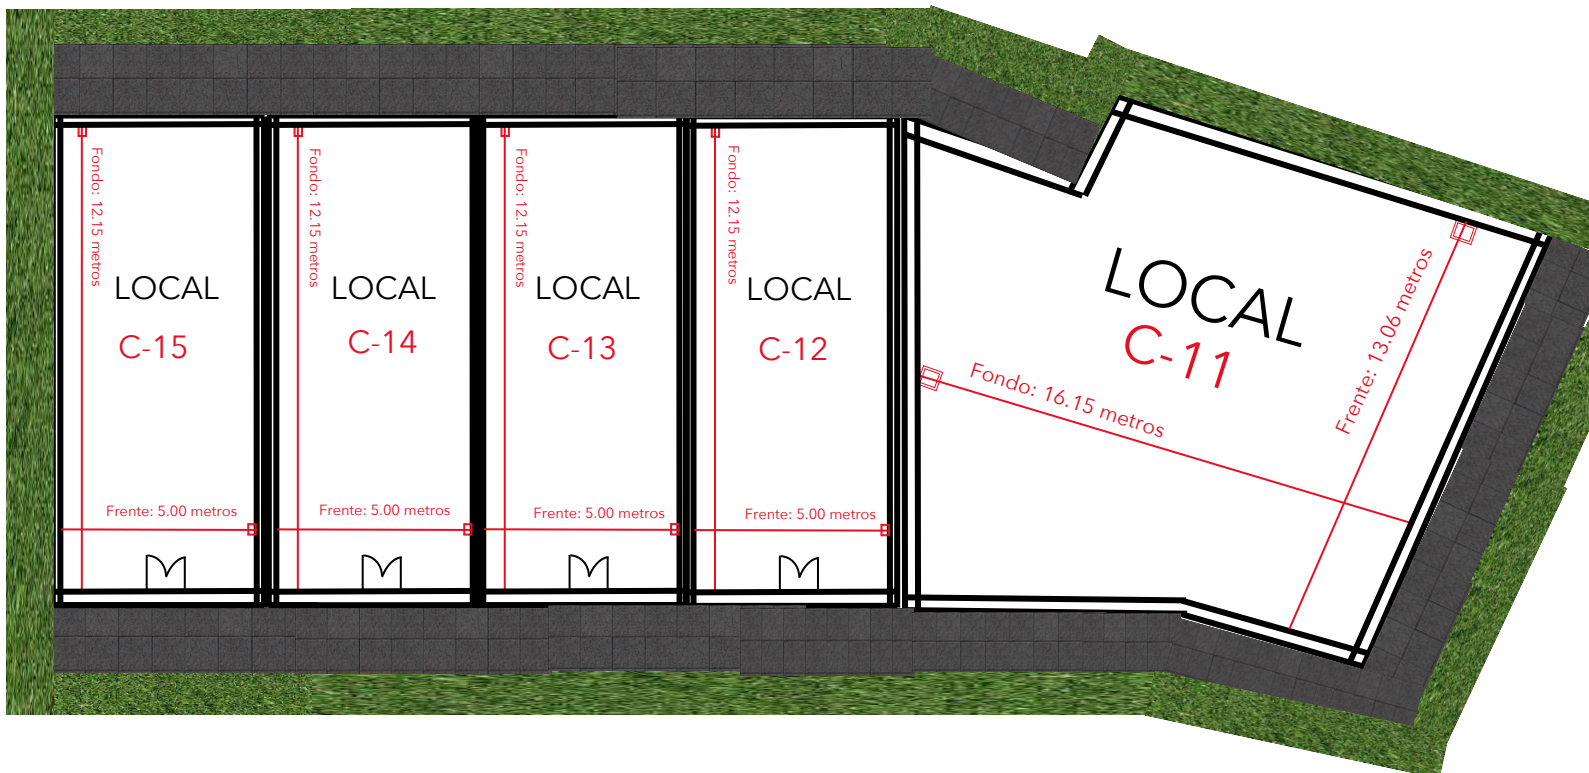 Fondo: 12.15 metros
LOCAL
C-15
Frente: 5.00 metros
Fondo: 12.15 metros
LOCAL
C-14
Frente: 5.00 metros
Fondo: 12.15 metros
LOCAL
C-13
Frente: 5.00 metros
Fondo: 12.15 metros
LOCAL
C-12
Frente: 5.00 metros
LOCAL
C-11
Fondo: 16.15 metros
Frente: 13.06 metros